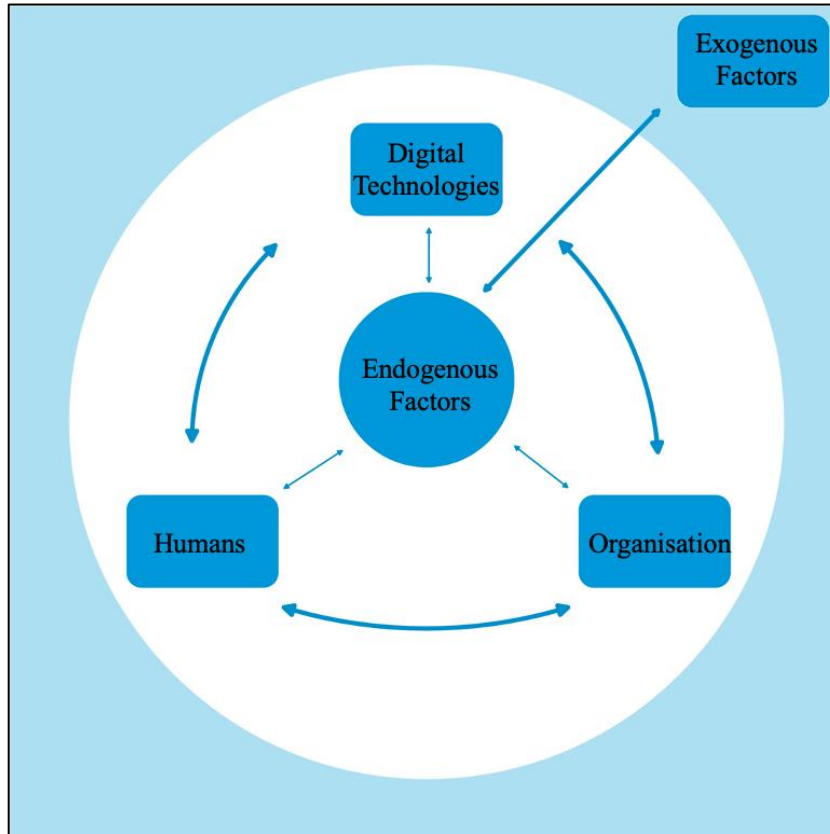 Exogenous
Factors
Digital
Technologies
Endogenous
Factors
Humans
Organisation